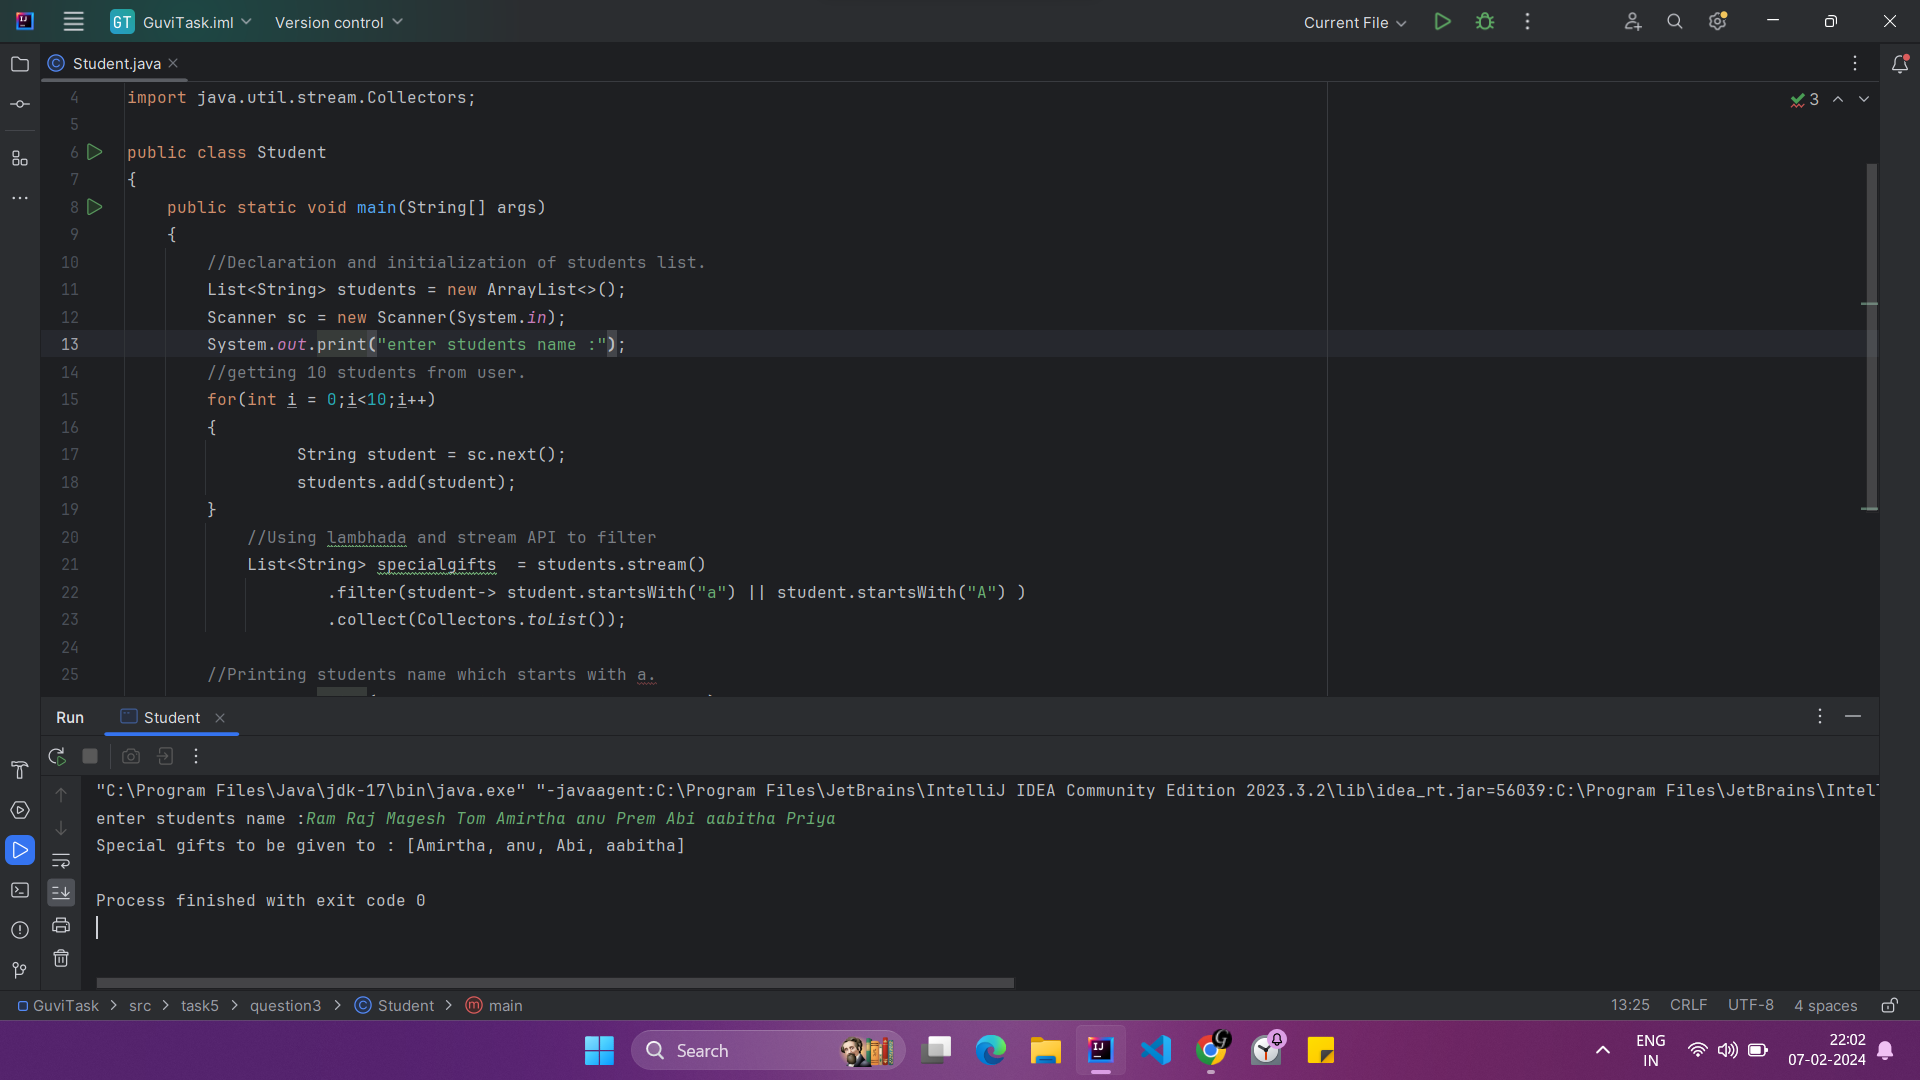 GT GuviTask.iml Version control Current File
Student.java
3
4 import java.util.stream.Collectors;
5
6 public class Student
7 {
8 public static void main(String[] args)
9 {
10 //Declaration and initialization of students list.
11 List<String> students = new ArrayList<>();
12 Scanner sc = new Scanner(System.in);
13 System.out.print("enter students name :");
14 //getting 10 students from user.
15 for(int i = 0;i<10;i++)
16 {
17 String student = sc.next();
18 students.add(student);
19 }
20 //Using lambhada and stream API to filter
21 List<String> specialgifts  = students.stream()
22 .filter(student-> student.startsWith("a") || student.startsWith("A") )
23 .collect(Collectors.toList());
24
25 //Printing students name which starts with a.
Run Student
"C:\Program Files\Java\jdk-17\bin\java.exe" "-javaagent:C:\Program Files\JetBrains\IntelliJ IDEA Community Edition 2023.3.2\lib\idea_rt.jar=56039:C:\Program Files\JetBrains\Intel
enter students name :Ram Raj Magesh Tom Amirtha anu Prem Abi aabitha Priya
Special gifts to be given to : [Amirtha, anu, Abi, aabitha]
Process finished with exit code 0
GuviTask > src > task5 > question3 > Student > main 13:25 CRLF UTF-8 4 spaces
Search
ENG
IN
22:02
07-02-2024